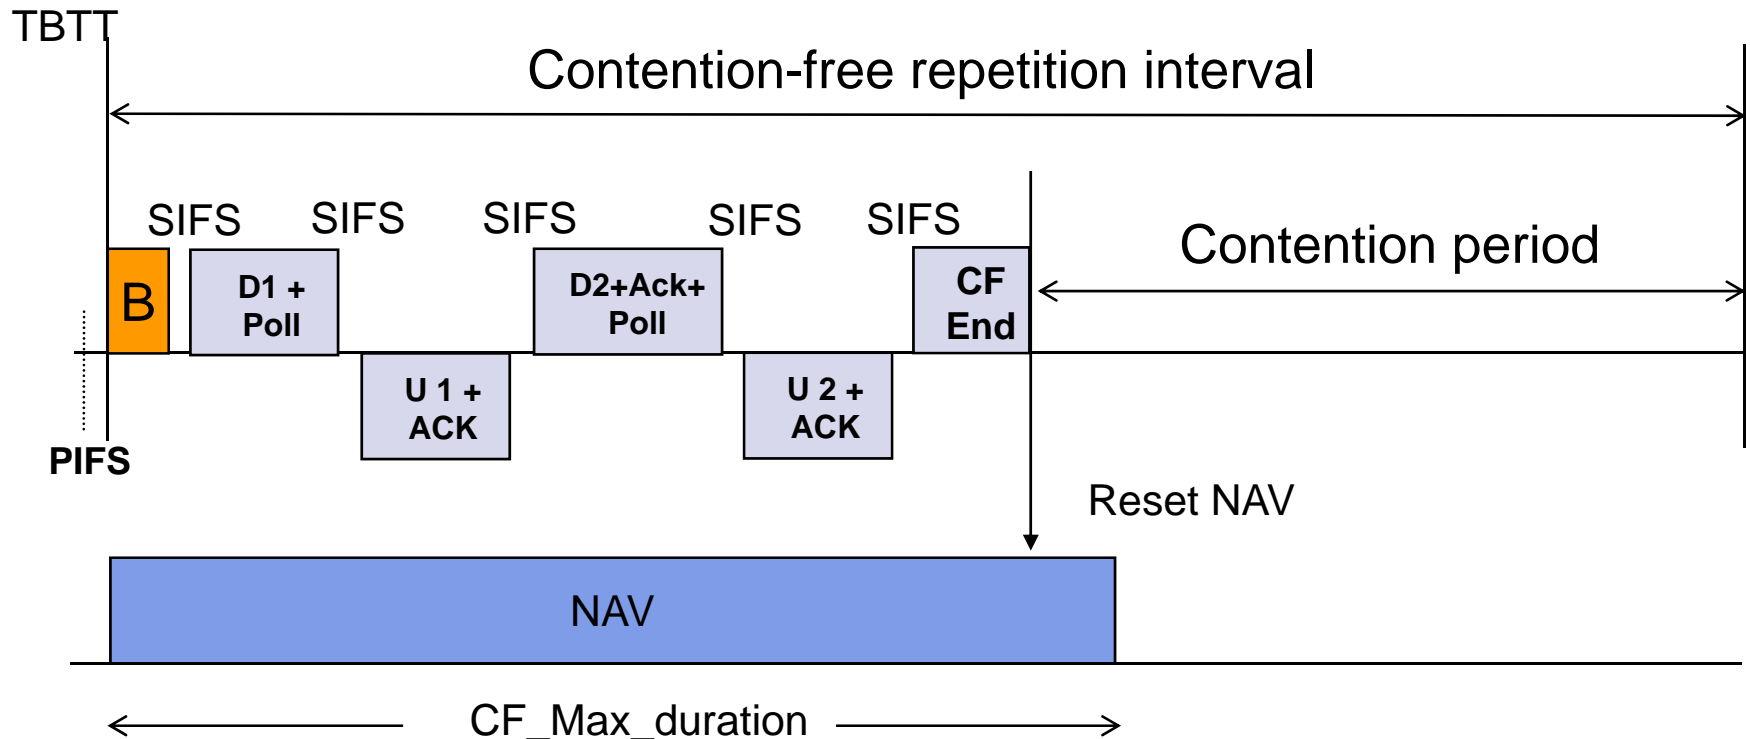 TBTT
Contention-free repetition interval
SIFS SIFS SIFS SIFS SIFS
Contention period
B
D1 +
Poll
D2+Ack+
Poll
CF
End
U 1 +
ACK
U 2 +
ACK
PIFS
Reset NAV
NAV
CF_Max_duration